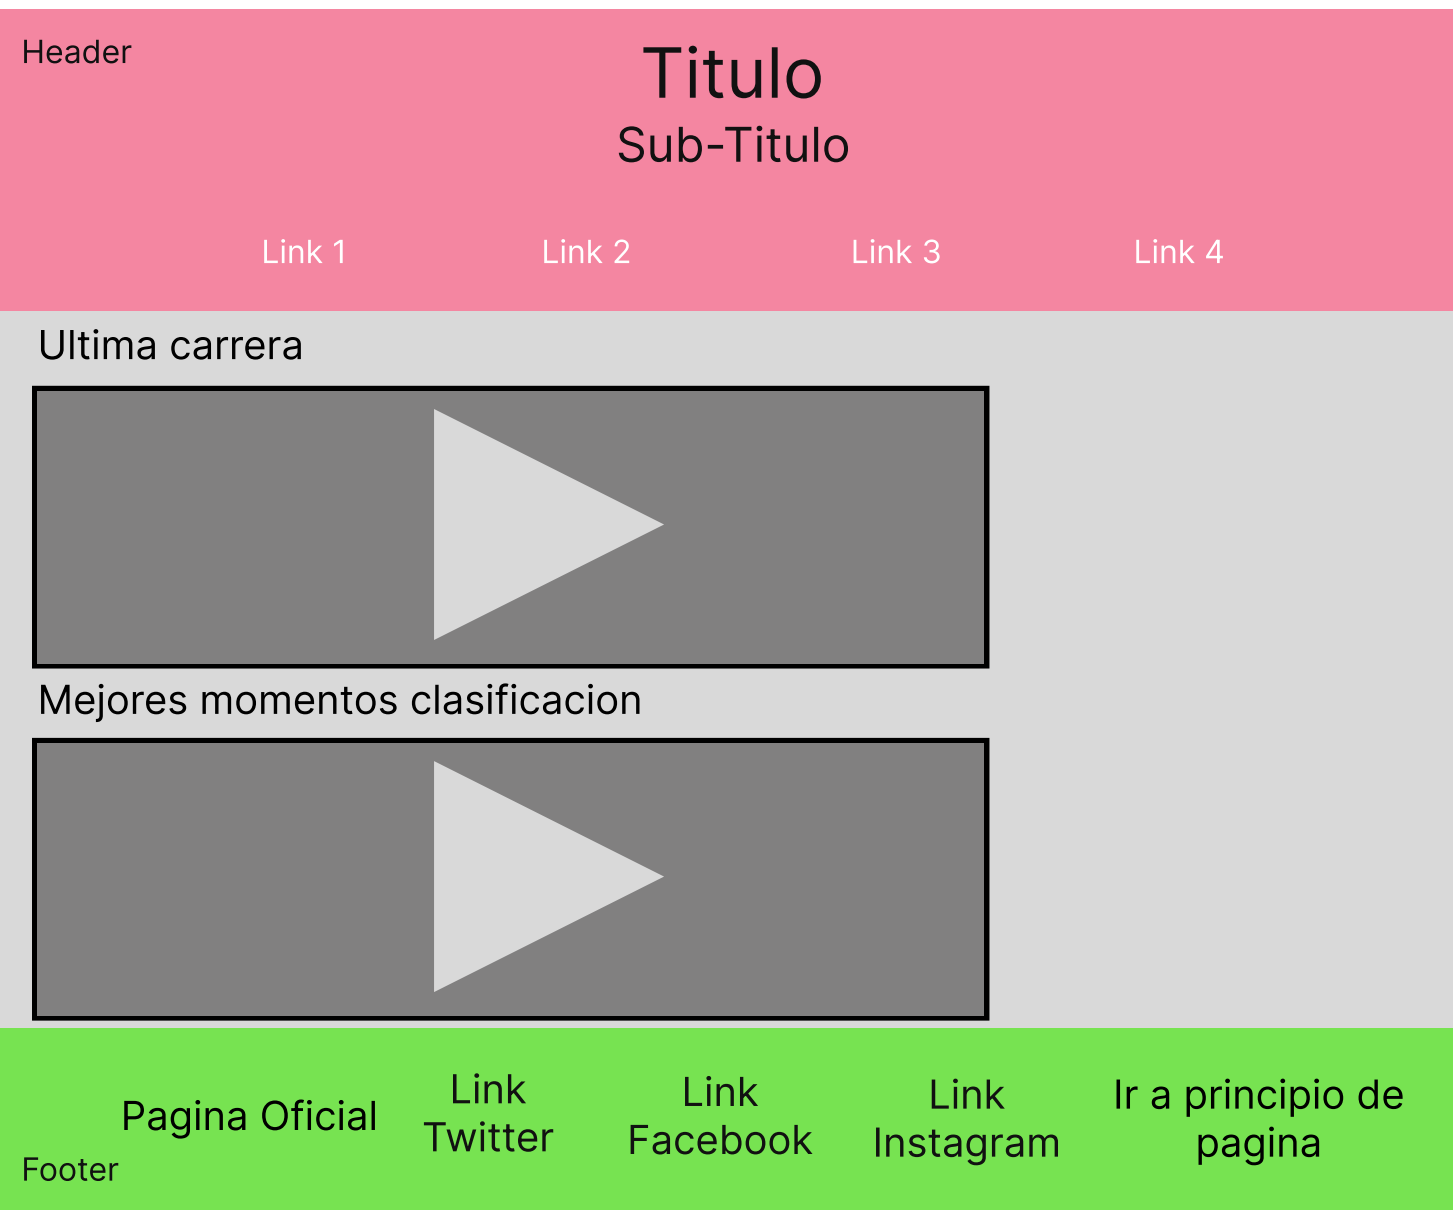 Header
Titulo
Sub-Titulo
Link 1
Link 2
Link 3
Link 4
Ultima carrera
Mejores momentos clasificacion
Pagina Oficial
Link
Twitter
Link
Facebook
Link
Instagram
Ir a principio de
pagina
Footer